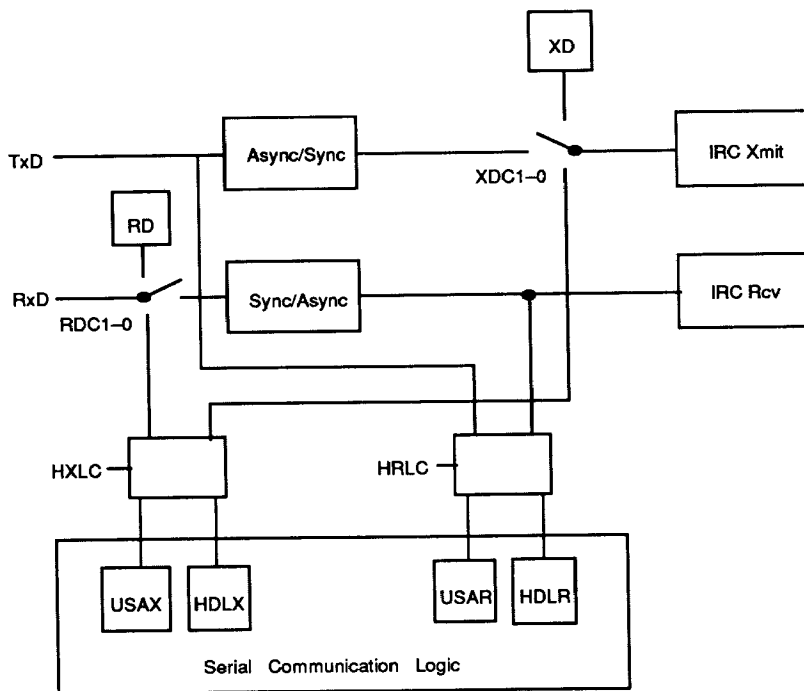 XD
TxD
Async/Sync
IRC Xmit
XDC1–0
RD
RxD
Sync/Async
IRC Rcv
RDC1–0
HXLC
HRLC
USAX
HDLX
USAR
HDLR
Serial Communication Logic